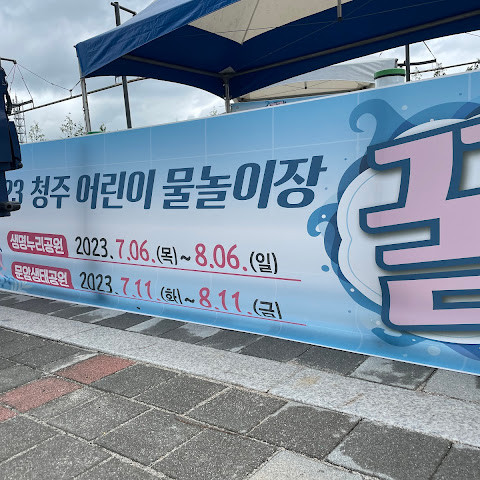 23 청주 어린이 물놀이장
생명누리공원 2023. 7.06.(목) ~ 8.06.(일)
문암생태공원 2023. 7.11.(화) ~ 8.11.(금)
꿈